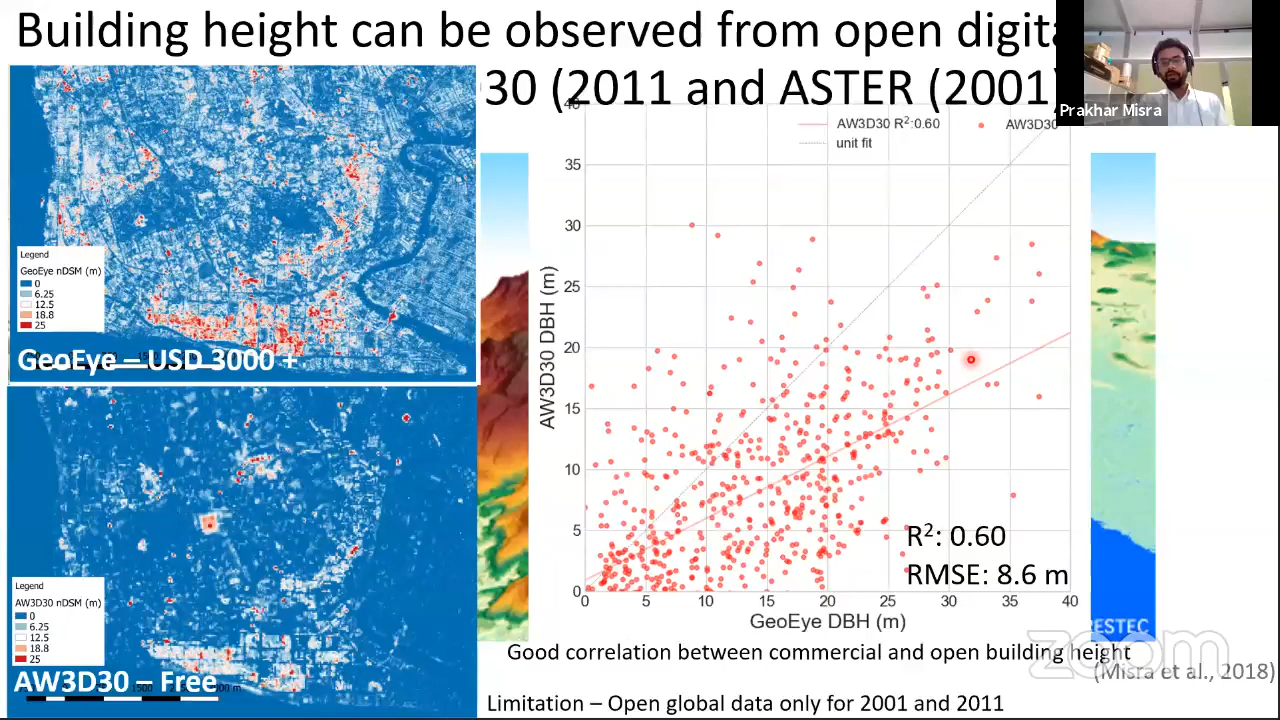 Building height can be observed from open digita
30 (2011 and ASTER (2001)
Prakhar Misra
Legend
GeoEye nDSM (m)
0
6.25
12.5
18.8
25
GeoEye – USD 3000 +
Legend
AW3D30 nDSM (m)
0
6.25
12.5
18.8
25
AW3D30 – Free
1500
m
AW3D30 R²:0.60
AW3D30
unit fit
40
35
30
25
20
15
10
5
0
AW3D30 DBH (m)
0 5 10 15 20 25 30 35 40
GeoEye DBH (m)
R²: 0.60
RMSE: 8.6 m
RESTEC
zoom
Good correlation between commercial and open building height
(Misra et al., 2018)
Limitation – Open global data only for 2001 and 2011